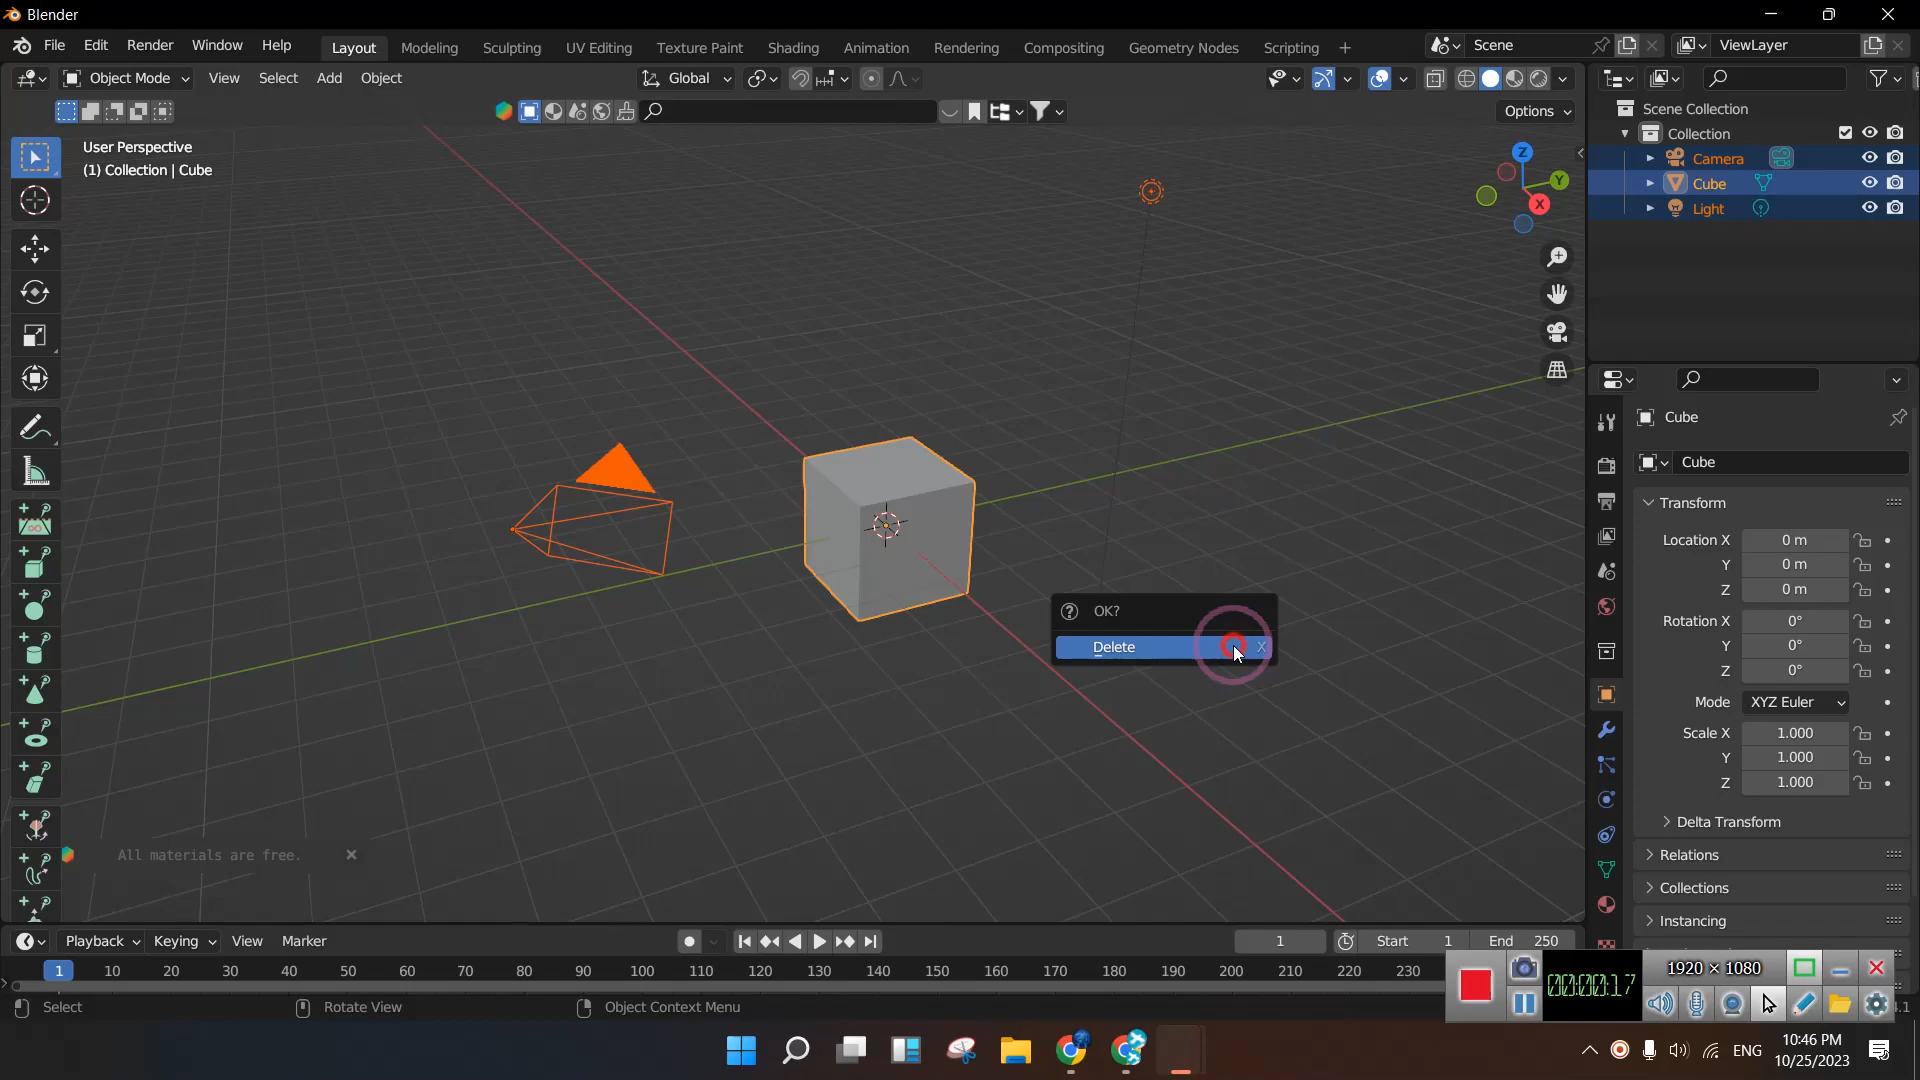 Blender
File Edit Render Window Help Layout Modeling Sculpting UV Editing Texture Paint Shading Animation Rendering Compositing Geometry Nodes Scripting + Scene ViewLayer
Object Mode View Select Add Object Global
Options
User Perspective
(1) Collection | Cube
Z
Y
X
OK?
Delete X
All materials are free.
Scene Collection
Collection
Camera
Cube
Light
Cube
Cube
Transform
Location X 0 m
Y 0 m
Z 0 m
Rotation X 0°
Y 0°
Z 0°
Mode XYZ Euler
Scale X 1.000
Y 1.000
Z 1.000
Delta Transform
Relations
Collections
Instancing
Playback Keying View Marker 1 Start 1 End 250
1 10 20 30 40 50 60 70 80 90 100 110 120 130 140 150 160 170 180 190 200 210 220 230
Select Rotate View Object Context Menu
1920 × 1080
00:00:17
ENG
10:46 PM
10/25/2023